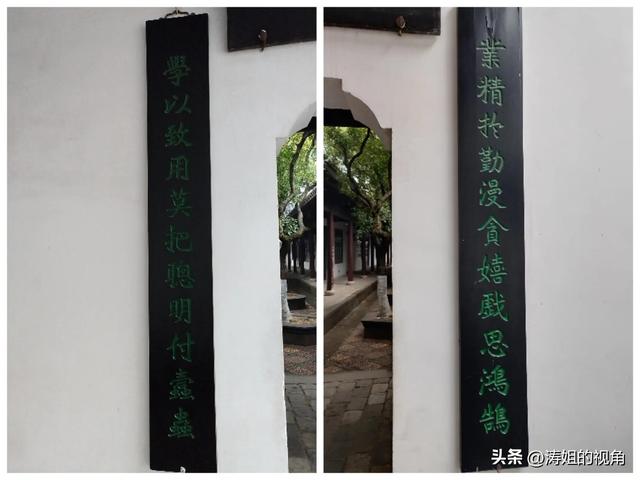 業精於勤漫貪嬉戲思鴻鵠
學以致用莫把聰明付蠹蟲
头条 @涛姐的视角